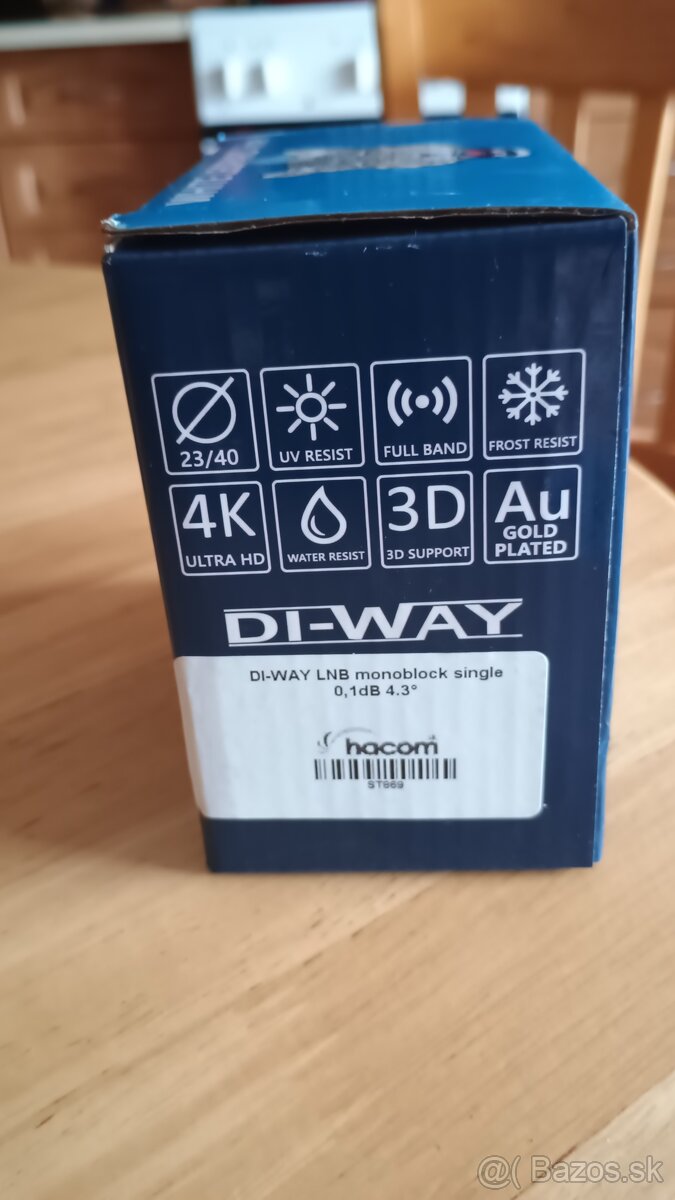 23/40
UV RESIST
FULL BAND
FROST RESIST
4K
ULTRA HD
WATER RESIST
3D
3D SUPPORT
Au
GOLD
PLATED
DI-WAY
DI-WAY LNB monoblock single
0,1dB 4.3°
hacom
ST869
@( Bazos.sk